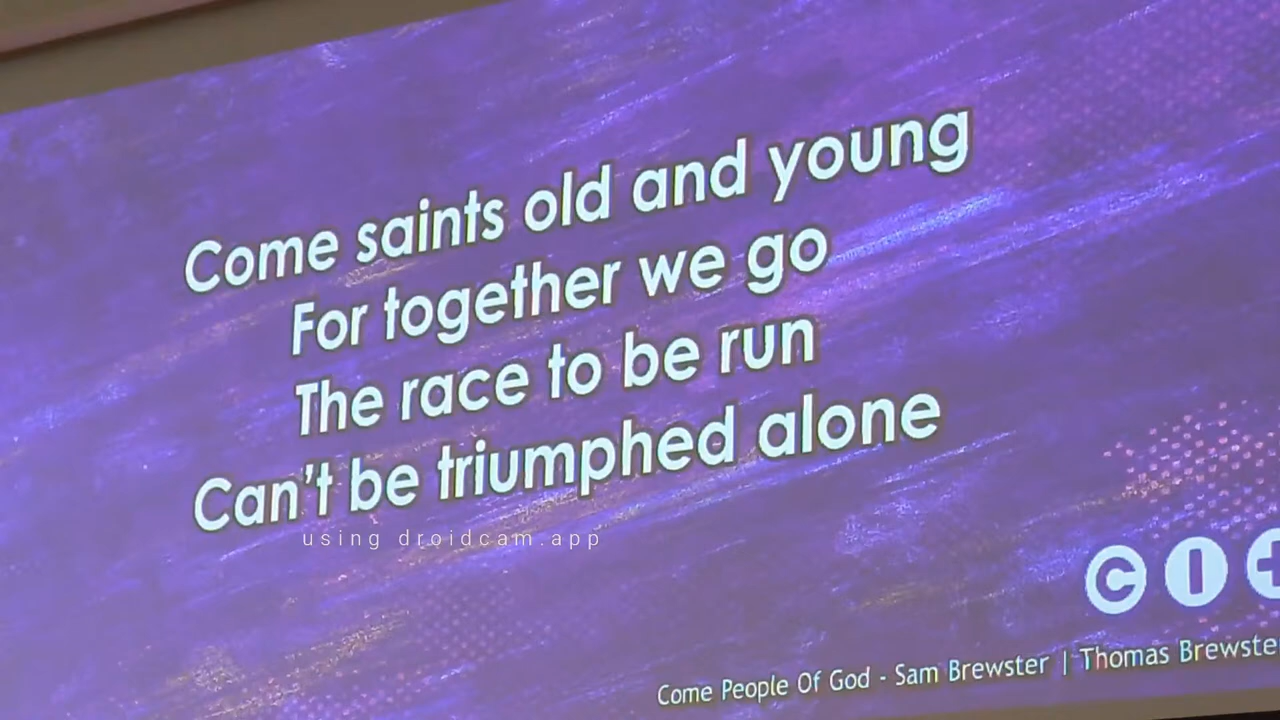 Come saints old and young
For together we go
The race to be run
Can't be triumphed alone
using droidcam.app
C I +
Come People Of God - Sam Brewster | Thomas Brewste